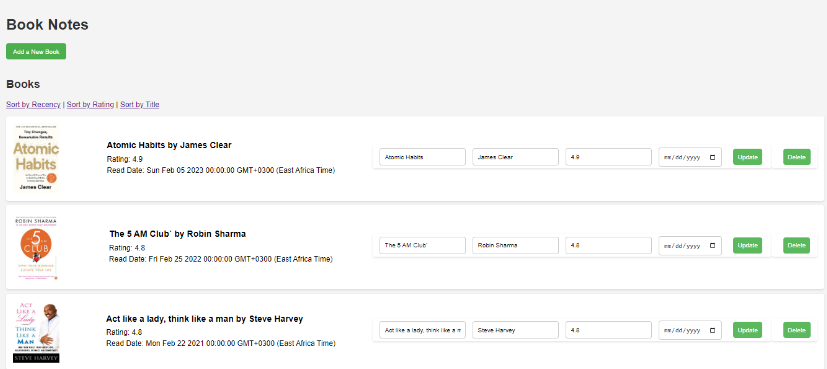 Book Notes
Add a New Book
Books
Sort by Recency | Sort by Rating | Sort by Title
Tiny Changes,
Remarkable Results
Atomic
Habits
James Clear
Atomic Habits by James Clear
Rating: 4.9
Read Date: Sun Feb 05 2023 00:00:00 GMT+0300 (East Africa Time)
Atomic Habits James Clear 4.9 mm/dd/yyyy Update Delete
ROBIN SHARMA
THE
5 AM
CLUB
The 5 AM Club` by Robin Sharma
Rating: 4.8
Read Date: Fri Feb 25 2022 00:00:00 GMT+0300 (East Africa Time)
The 5 AM Club` Robin Sharma 4.8 mm/dd/yyyy Update Delete
ACT
LIKE A
Lady
THINK
LIKE A
MAN
STEVE HARVEY
Act like a lady, think like a man by Steve Harvey
Rating: 4.8
Read Date: Mon Feb 22 2021 00:00:00 GMT+0300 (East Africa Time)
Act like a lady, think like a m Steve Harvey 4.8 mm/dd/yyyy Update Delete